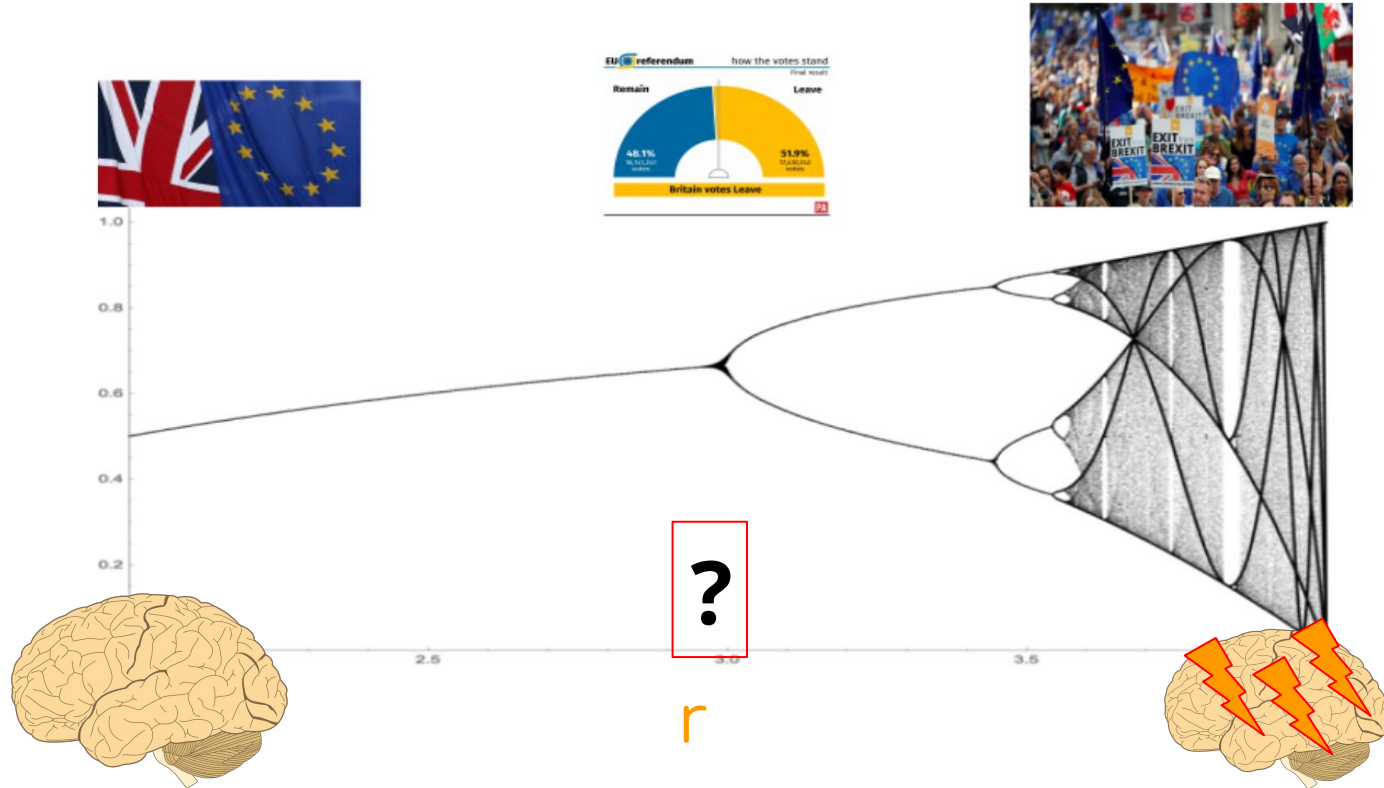 EU referendum how the votes stand
Final result
Remain Leave
48.1% 51.9%
votes votes
Britain votes Leave
PA
EXIT BREXIT
EXIT BREXIT
1.0
0.8
0.6
0.4
0.2
?
2.5 3.0 3.5
r